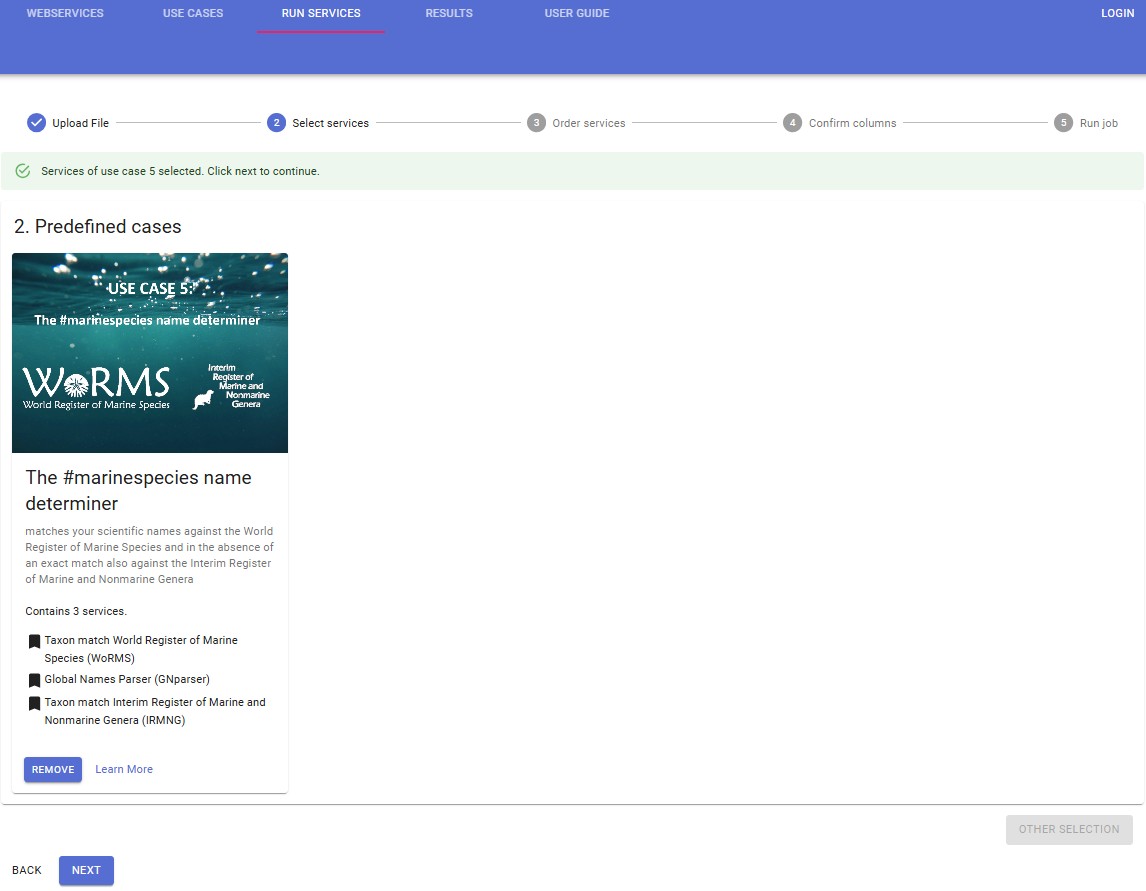 WEBSERVICES USE CASES RUN SERVICES RESULTS USER GUIDE LOGIN
Upload File 2 Select services 3 Order services 4 Confirm columns 5 Run job
Services of use case 5 selected. Click next to continue.
2. Predefined cases
USE CASE 5:
The #marinespecies name determiner
WoRMS
World Register of Marine Species
Interim
Register of
Marine and
Nonmarine
Genera
The #marinespecies name
determiner
matches your scientific names against the World
Register of Marine Species and in the absence of
an exact match also against the Interim Register
of Marine and Nonmarine Genera
Contains 3 services.
Taxon match World Register of Marine
Species (WoRMS)
Global Names Parser (GNparser)
Taxon match Interim Register of Marine and
Nonmarine Genera (IRMNG)
REMOVE Learn More
OTHER SELECTION
BACK NEXT